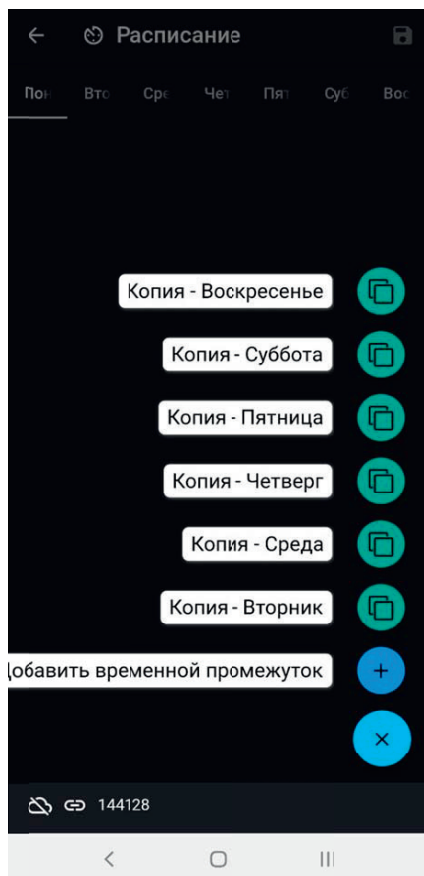 Расписание
Пон Вто Сре Чет Пят Суб Вос
Копия - Воскресенье
Копия - Суббота
Копия - Пятница
Копия - Четверг
Копия - Среда
Копия - Вторник
Добавить временной промежуток
144128